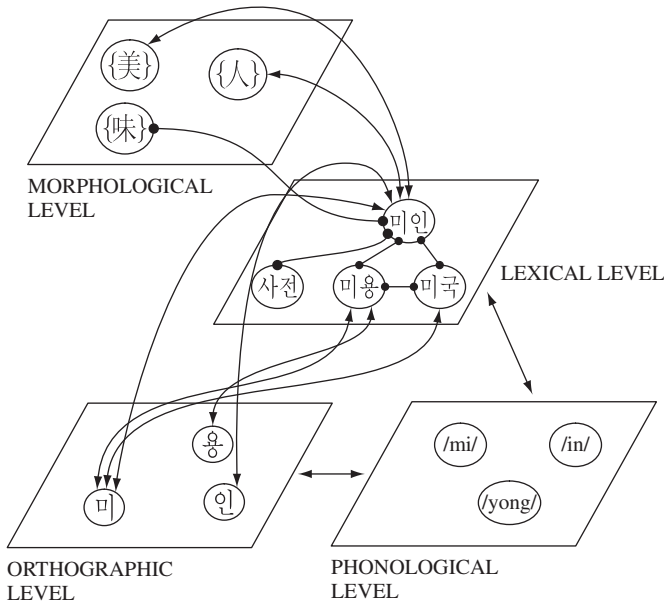 {美}
{人}
{味}
MORPHOLOGICAL
LEVEL
미인
사전
미용
미국
LEXICAL LEVEL
용
미
인
ORTHOGRAPHIC
LEVEL
/mi/
/in/
/yong/
PHONOLOGICAL
LEVEL